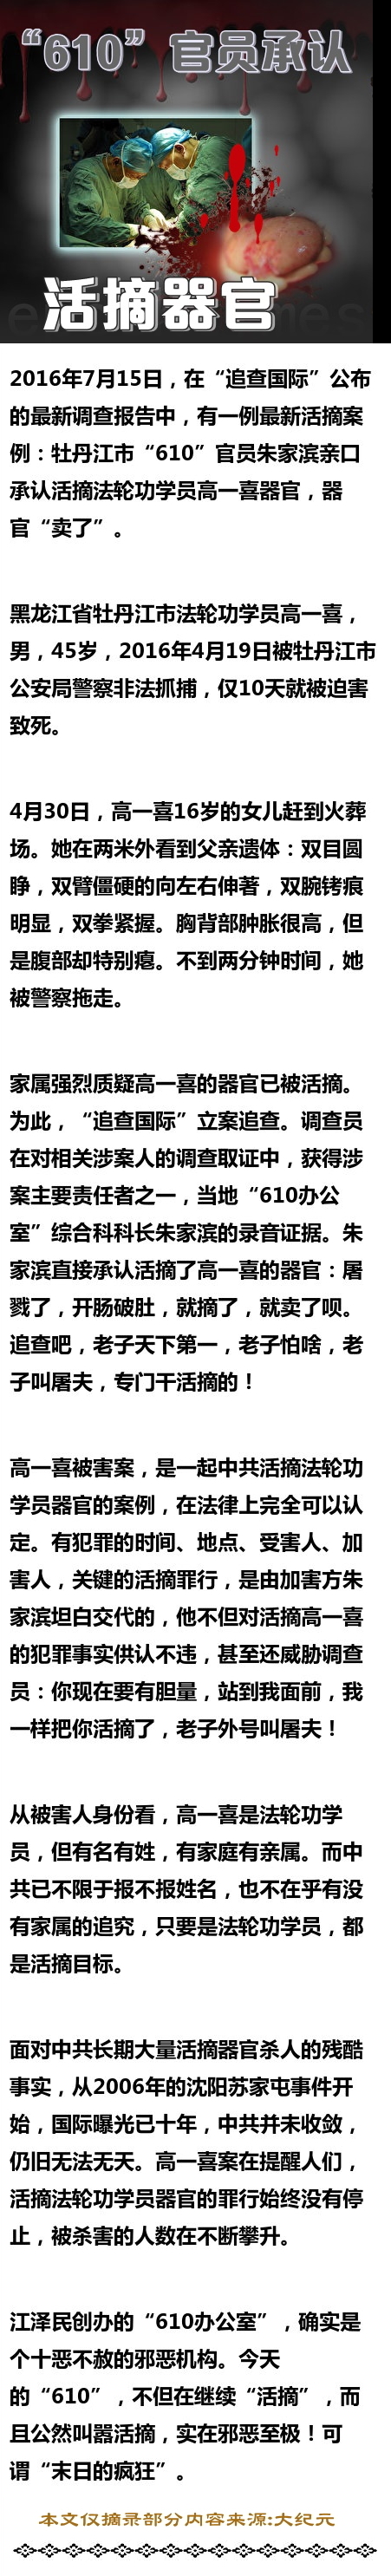 “610”官员承认
活摘器官
2016年7月15日，在“追查国际”公布
的最新调查报告中，有一例最新活摘案
例：牡丹江市“610”官员朱家滨亲口
承认活摘法轮功学员高一喜器官，器
官“卖了”。
黑龙江省牡丹江市法轮功学员高一喜，
男，45岁，2016年4月19日被牡丹江市
公安局警察非法抓捕，仅10天就被迫害
致死。
4月30日，高一喜16岁的女儿赶到火葬
场。她在两米外看到父亲遗体：双目圆
睁，双臂僵硬的向左右伸著，双腕铐痕
明显，双拳紧握。胸背部肿胀很高，但
是腹部却特别瘪。不到两分钟时间，她
被警察拖走。
家属强烈质疑高一喜的器官已被活摘。
为此，“追查国际”立案追查。调查员
在对相关涉案人的调查取证中，获得涉
案主要责任者之一，当地“610办公
室”综合科科长朱家滨的录音证据。朱
家滨直接承认活摘了高一喜的器官：屠
戮了，开肠破肚，就摘了，就卖了呗。
追查吧，老子天下第一，老子怕啥，老
子叫屠夫，专门干活摘的！
高一喜被害案，是一起中共活摘法轮功
学员器官的案例，在法律上完全可以认
定。有犯罪的时间、地点、受害人、加
害人，关键的活摘罪行，是由加害方朱
家滨坦白交代的，他不但对活摘高一喜
的犯罪事实供认不违，甚至还威胁调查
员：你现在要有胆量，站到我面前，我
一样把你活摘了，老子外号叫屠夫！
从被害人身份看，高一喜是法轮功学
员，但有名有姓，有家庭有亲属。而中
共已不限于报不报姓名，也不在乎有没
有家属的追究，只要是法轮功学员，都
是活摘目标。
面对中共长期大量活摘器官杀人的残酷
事实，从2006年的沈阳苏家屯事件开
始，国际曝光已十年，中共并未收敛，
仍旧无法无天。高一喜案在提醒人们，
活摘法轮功学员器官的罪行始终没有停
止，被杀害的人数在不断攀升。
江泽民创办的“610办公室”，确实是
个十恶不赦的邪恶机构。今天
的“610”，不但在继续“活摘”，而
且公然叫嚣活摘，实在邪恶至极！可
谓“末日的疯狂”。
本文仅摘录部分内容来源:大纪元